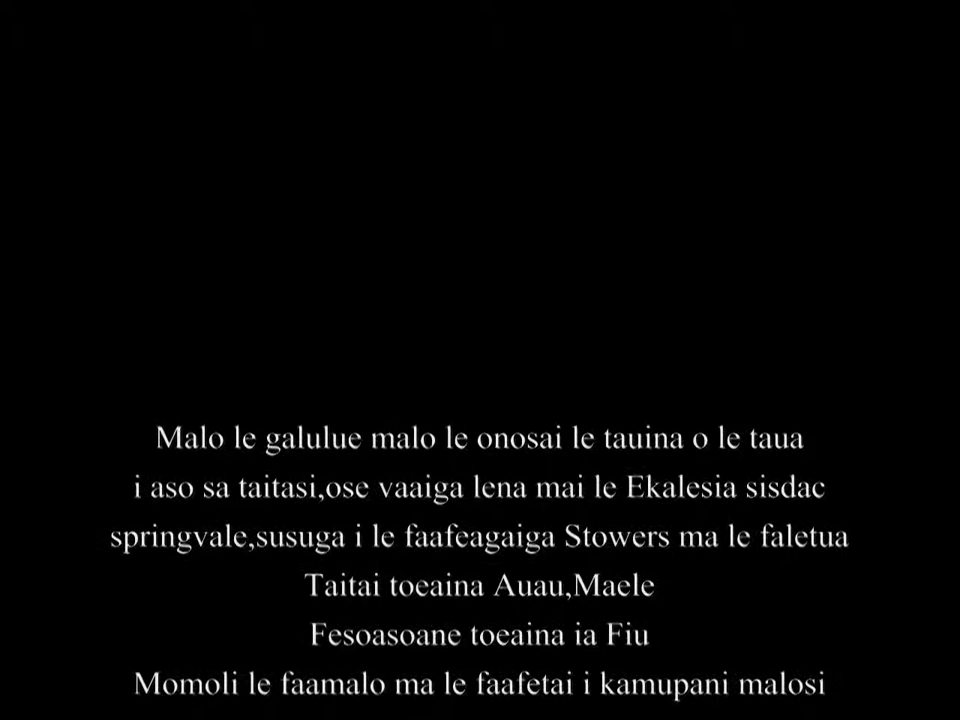 Malo le galulue malo le onosai le tauina o le taua
i aso sa taitasi,ose vaaiga lena mai le Ekalesia sisdac
springvale,susuga i le faafeagaiga Stowers ma le faletua
Taitai toeaina Auau,Maele
Fesoasoane toeaina ia Fiu
Momoli le faamalo ma le faafetai i kamupani malosi